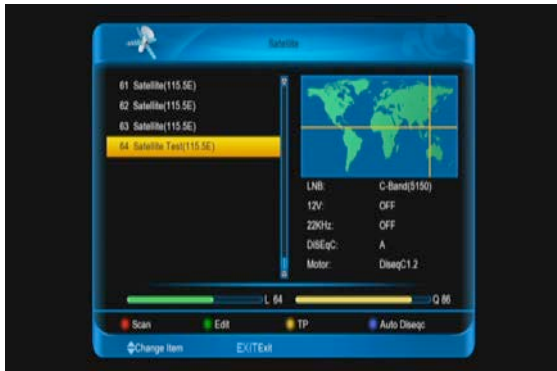 Satellite
61 Satellite(115.5E)
62 Satellite(115.5E)
63 Satellite(115.5E)
64 Satellite Test(115.5E)
LNB: C-Band(5150)
12V: OFF
22KHz: OFF
DiSEqC: A
Motor: DiseqC1.2
L 64 Q 86
Scan Edit TP Auto Diseqc
Change Item EXITExit